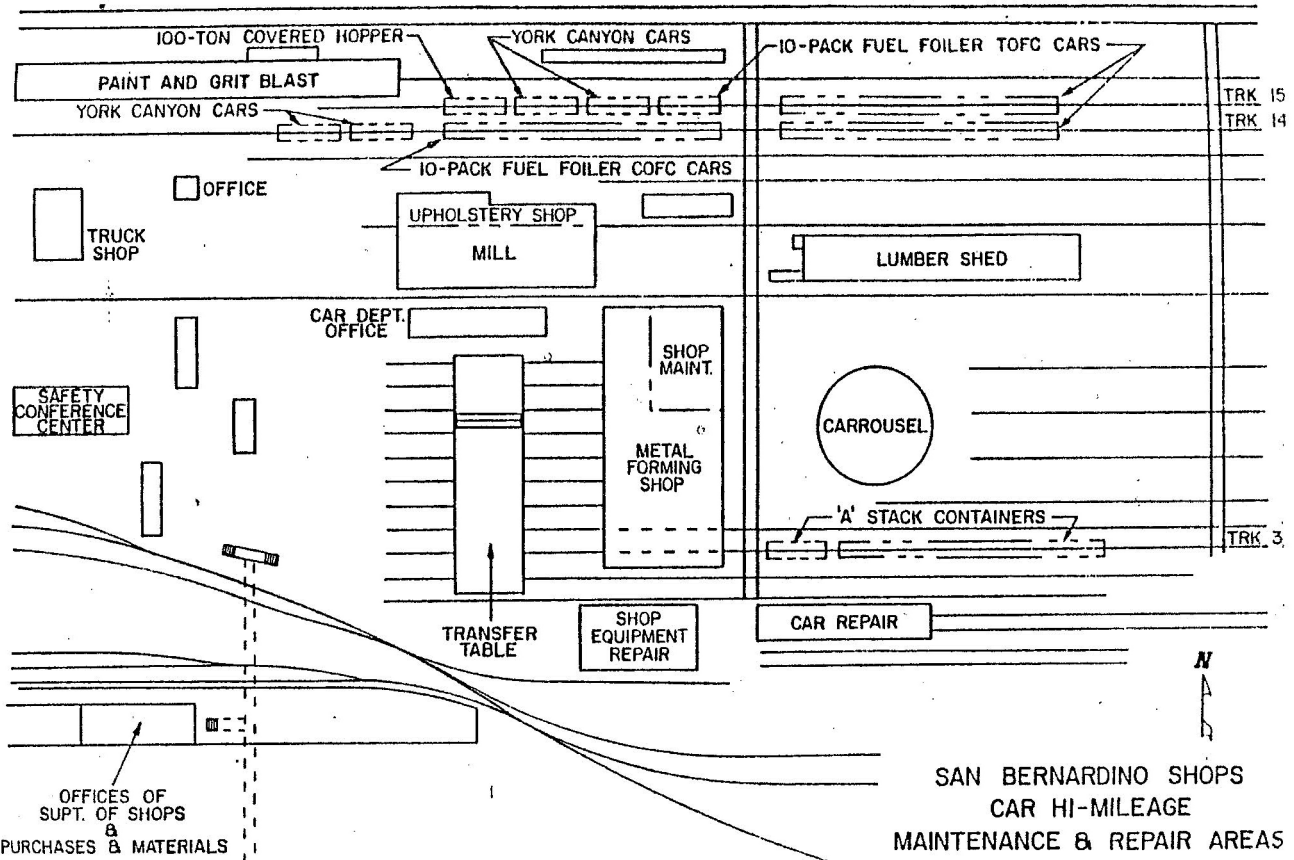 100-TON COVERED HOPPER
YORK CANYON CARS
10-PACK FUEL FOILER TOFC CARS
PAINT AND GRIT BLAST
YORK CANYON CARS
TRK 15
TRK 14
10-PACK FUEL FOILER COFC CARS
OFFICE
TRUCK
SHOP
UPHOLSTERY SHOP
MILL
LUMBER SHED
CAR DEPT.
OFFICE
SHOP
MAINT.
SAFETY
CONFERENCE
CENTER
CARROUSEL
METAL
FORMING
SHOP
'A' STACK CONTAINERS
TRK 3
TRANSFER
TABLE
SHOP
EQUIPMENT
REPAIR
CAR REPAIR
N
OFFICES OF
SUPT. OF SHOPS
&
PURCHASES & MATERIALS
SAN BERNARDINO SHOPS
CAR HI-MILEAGE
MAINTENANCE & REPAIR AREAS